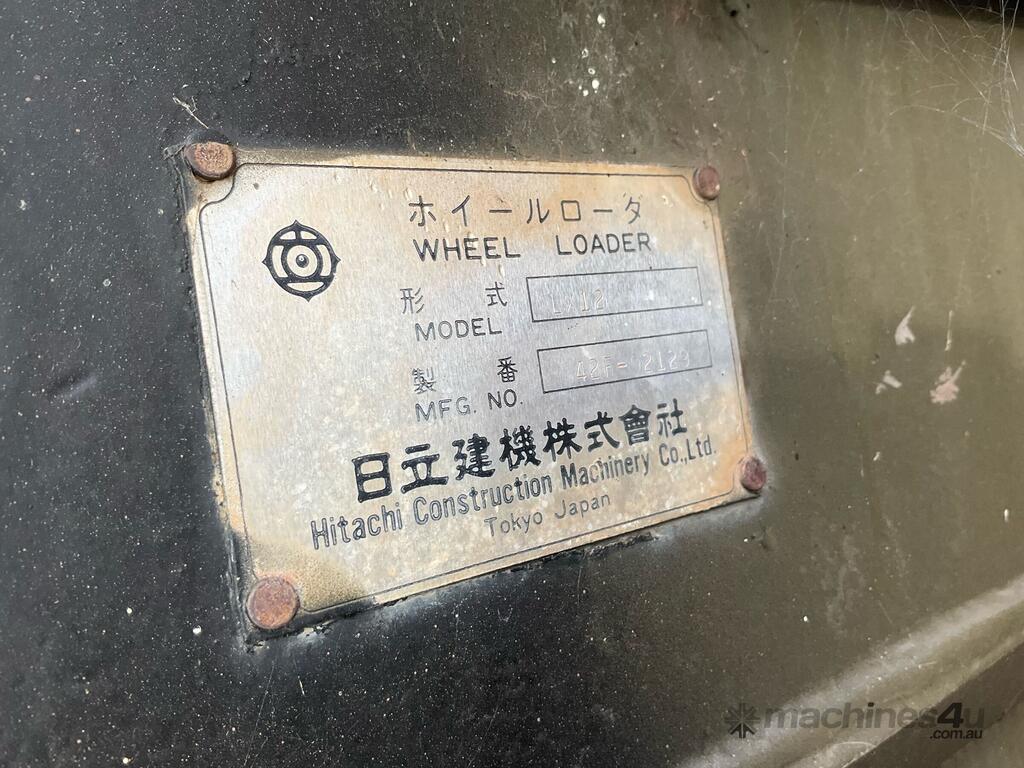 ホイールローダ
WHEEL LOADER
形 式
MODEL
製 番 42F-
MFG. NO.
日立建機株式會社
Hitachi Construction Machinery Co.,Ltd.
Tokyo Japan
machines4u
.com.au